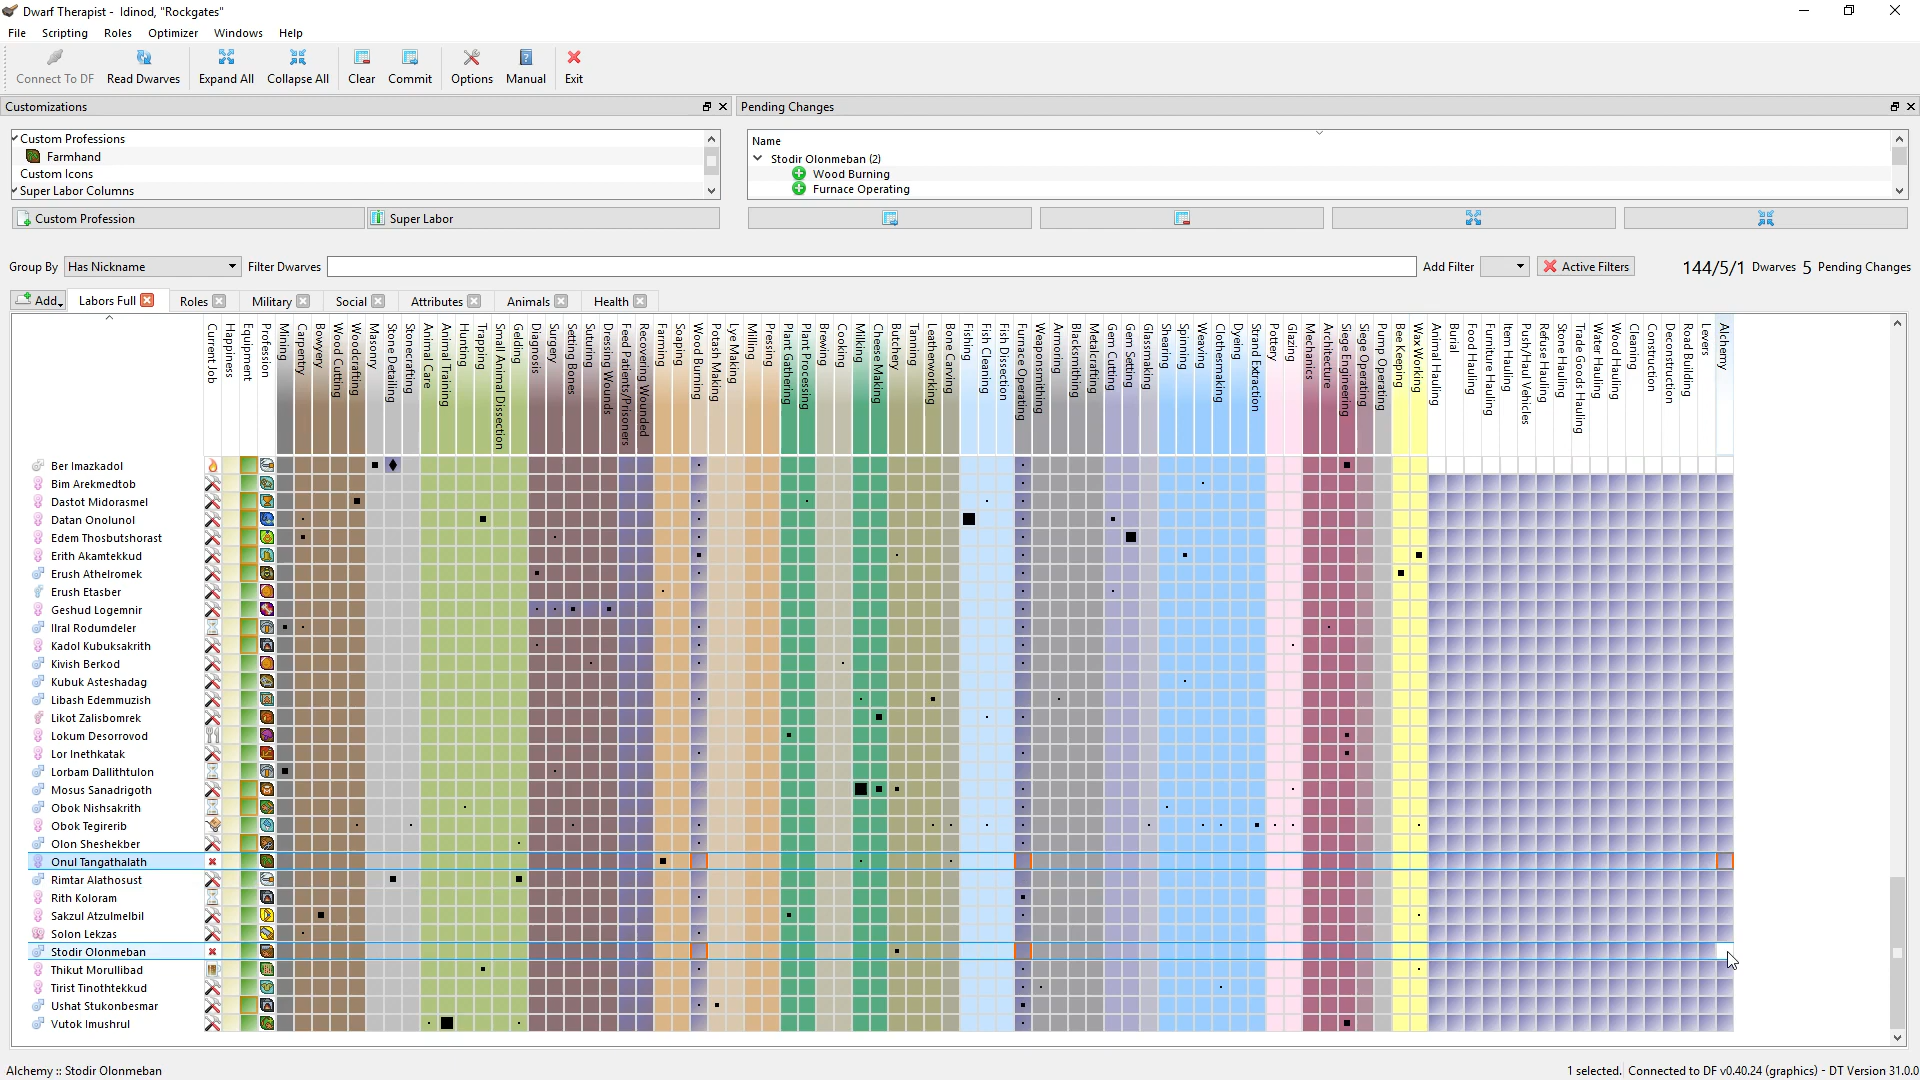 Dwarf Therapist - Idinod, "Rockgates"
File Scripting Roles Optimizer Windows Help
Connect To DF Read Dwarves Expand All Collapse All Clear Commit Options Manual Exit
Customizations
Pending Changes
Custom Professions
Farmhand
Custom Icons
Super Labor Columns
Name
Stodir Olonmeban (2)
Wood Burning
Furnace Operating
Custom Profession
Super Labor
Group By Has Nickname Filter Dwarves Add Filter Active Filters 144/5/1 Dwarves 5 Pending Changes
Add Labors Full Roles Military Social Attributes Animals Health
Current Job
Happiness
Equipment
Profession
Mining
Carpentry
Bowyer
Wood Cutting
Woodcrafting
Masonry
Stone Detailing
Stonecrafting
Animal Care
Animal Training
Hunting
Trapping
Small Animal Dissection
Gelding
Diagnosis
Surgery
Setting Bones
Suturing
Dressing Wounds
Feed Patients/Prisoners
Recovering Wounded
Farming
Soaping
Wood Burning
Potash Making
Lye Making
Milling
Pressing
Plant Gathering
Plant Processing
Brewing
Cooking
Milking
Cheese Making
Butchery
Tanning
Leatherworking
Bone Carving
Fishing
Fish Cleaning
Fish Dissection
Furnace Operating
Weaponsmithing
Armoring
Blacksmithing
Metalcrafting
Gem Cutting
Gem Setting
Glassmaking
Shearing
Spinning
Weaving
Clothesmaking
Dyeing
Strand Extraction
Pottery
Glazing
Mechanics
Architecture
Siege Engineering
Siege Operating
Pump Operating
Bee Keeping
Wax Working
Animal Hauling
Burial
Food Hauling
Furniture Hauling
Item Hauling
Push/Haul Vehicles
Refuse Hauling
Stone Hauling
Trade Goods Hauling
Water Hauling
Wood Hauling
Cleaning
Construction
Deconstruction
Road Building
Levers
Alchemy
Ber Imazkadol
Bim Arekmedtob
Dastot Midorasmel
Datan Onolunol
Edem Thosbutshorast
Erith Akamtekkud
Erush Athelromek
Erush Etasber
Geshud Logemnir
Ilral Rodumdeler
Kadol Kubuksakrith
Kivish Berkod
Kubuk Asteshadag
Libash Edemmuzish
Likot Zalisbomrek
Lokum Desorrovod
Lor Inethkatak
Lorbam Dallithtulon
Mosus Sanadrigoth
Obok Nishsakrith
Obok Tegirerib
Olon Sheshekber
Onul Tangathalath
Rimtar Alathosust
Rith Koloram
Sakzul Atzulmelbil
Solon Lekzas
Stodir Olonmeban
Thikut Morullibad
Tirist Tinothtekkud
Ushat Stukonbesmar
Vutok Imushrul
Alchemy :: Stodir Olonmeban
1 selected. Connected to DF v0.40.24 (graphics) - DT Version 31.0.0